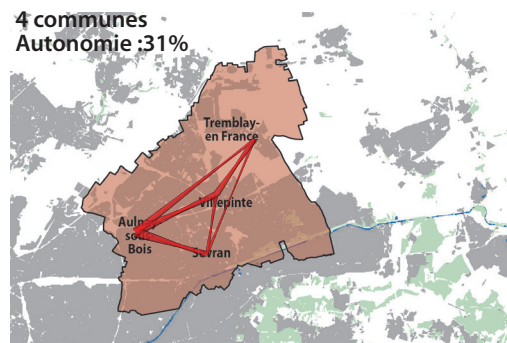 4 communes
Autonomie :31%
Tremblay-
en France
Villepinte
Aulnay
sous
Bois
Sevran